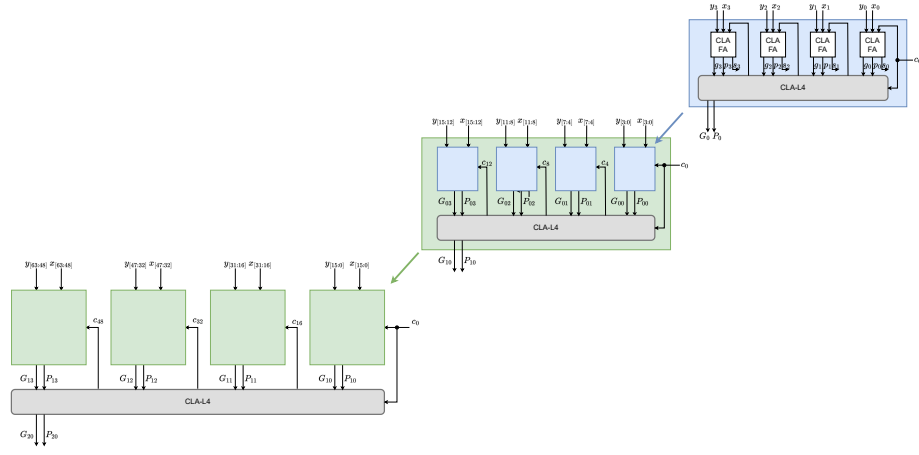 y₃ x₃ y₂ x₂ y₁ x₁ y₀ x₀
CLA FA CLA FA CLA FA CLA FA
g₃ p₃ s₃ g₂ p₂ s₂ g₁ p₁ s₁ g₀ p₀ s₀
CLA-L4
G₀ P₀
y[15:12] x[15:12] y[11:8] x[11:8] y[7:4] x[7:4] y[3:0] x[3:0]
c₁₂ c₈ c₄ c₀
G₀₃ P₀₃ G₀₂ P₀₂ G₀₁ P₀₁ G₀₀ P₀₀
CLA-L4
G₁₀ P₁₀
y[63:48] x[63:48] y[47:32] x[47:32] y[31:16] x[31:16] y[15:0] x[15:0]
c₄₈ c₃₂ c₁₆ c₀
G₁₃ P₁₃ G₁₂ P₁₂ G₁₁ P₁₁ G₁₀ P₁₀
CLA-L4
G₂₀ P₂₀